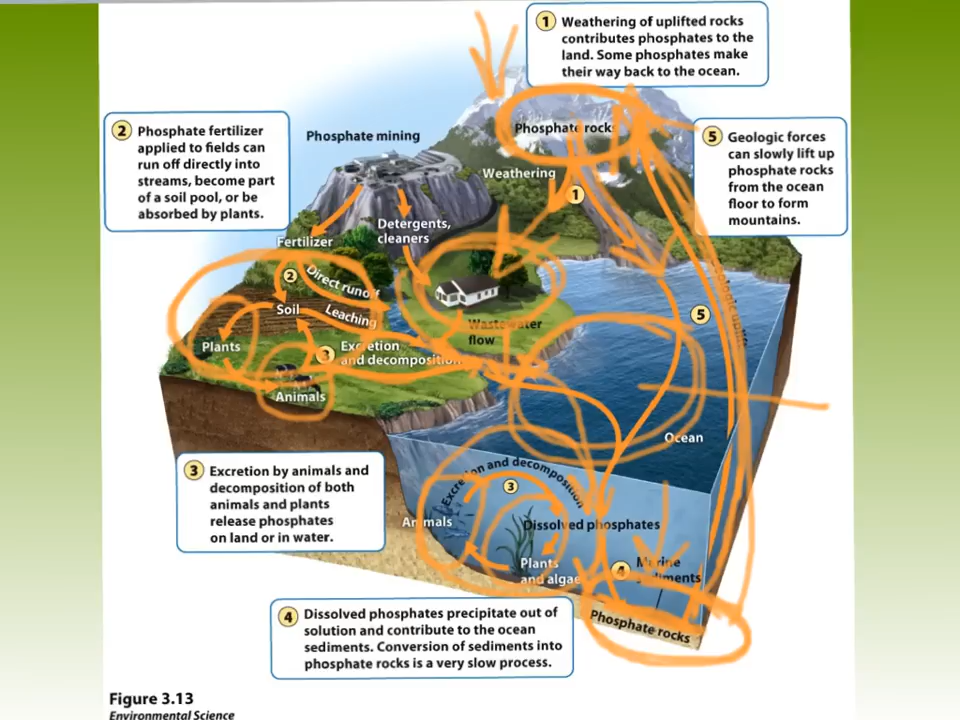 1 Weathering of uplifted rocks
contributes phosphates to the
land. Some phosphates make
their way back to the ocean.
2 Phosphate fertilizer
applied to fields can
run off directly into
streams, become part
of a soil pool, or be
absorbed by plants.
Phosphate mining
Phosphate rocks
5 Geologic forces
can slowly lift up
phosphate rocks
from the ocean
floor to form
mountains.
Weathering
1
Detergents,
cleaners
Fertilizer
2
Direct runoff
Soil
Leaching
5
Wastewater
flow
Plants
3 Excretion
and decomposition
Animals
Ocean
3 Excretion by animals and
decomposition of both
animals and plants
release phosphates
on land or in water.
Excretion and decomposition
3
Animals
Dissolved phosphates
Plants
and algae
4 Marine
sediments
Phosphate rocks
4 Dissolved phosphates precipitate out of
solution and contribute to the ocean
sediments. Conversion of sediments into
phosphate rocks is a very slow process.
Figure 3.13
Environmental Science